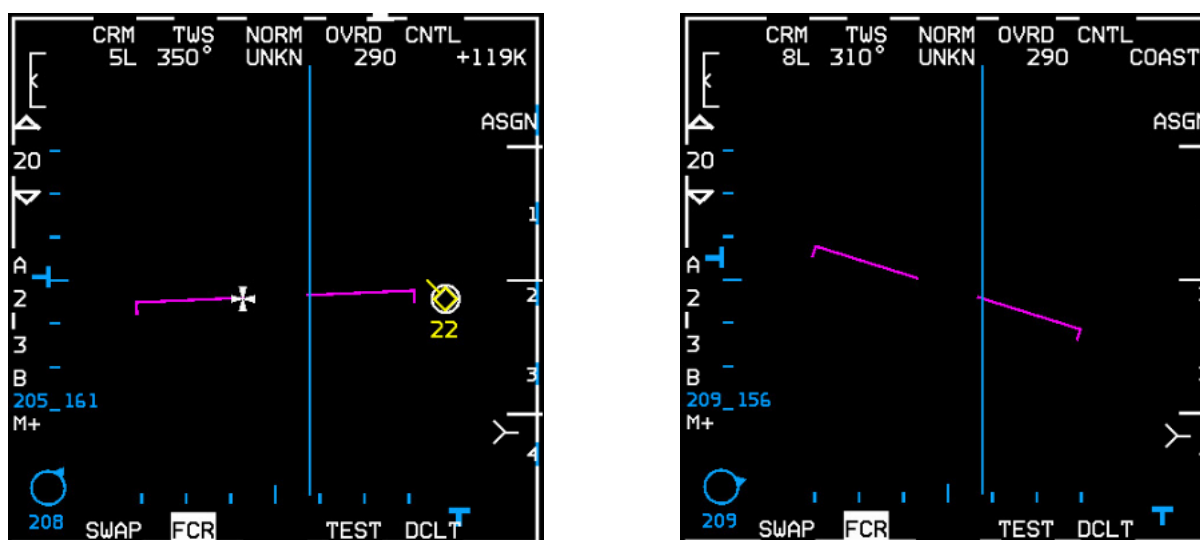 CRM TWS NORM OVRD CNTL
5L 350° UNKN 290 +119K
ASGN
20
1
A
2
2
22
3
B
3
205_161
M+
4
208
SWAP FCR TEST DCLT
CRM TWS NORM OVRD CNTL
8L 310° UNKN 290 COAST
ASGN
20
A
2
3
B
209_156
M+
209
SWAP FCR TEST DCLT